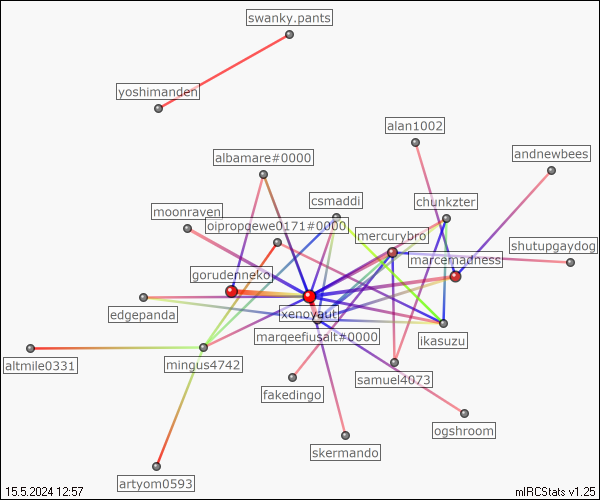 swanky.pants
yoshimanden
alan1002
albamare#0000
andnewbees
csmaddi
chunkzter
moonraven
oipropdewe0171#0000
mercurybro
shutupgaydog
marcemadness
gorudenneko
edgepanda
xenoyaut
marqeefiusalt#0000
ikasuzu
altmile0331
mingus4742
samuel4073
fakedingo
ogshroom
skermando
artyom0593
15.5.2024 12:57
mIRCStats v1.25